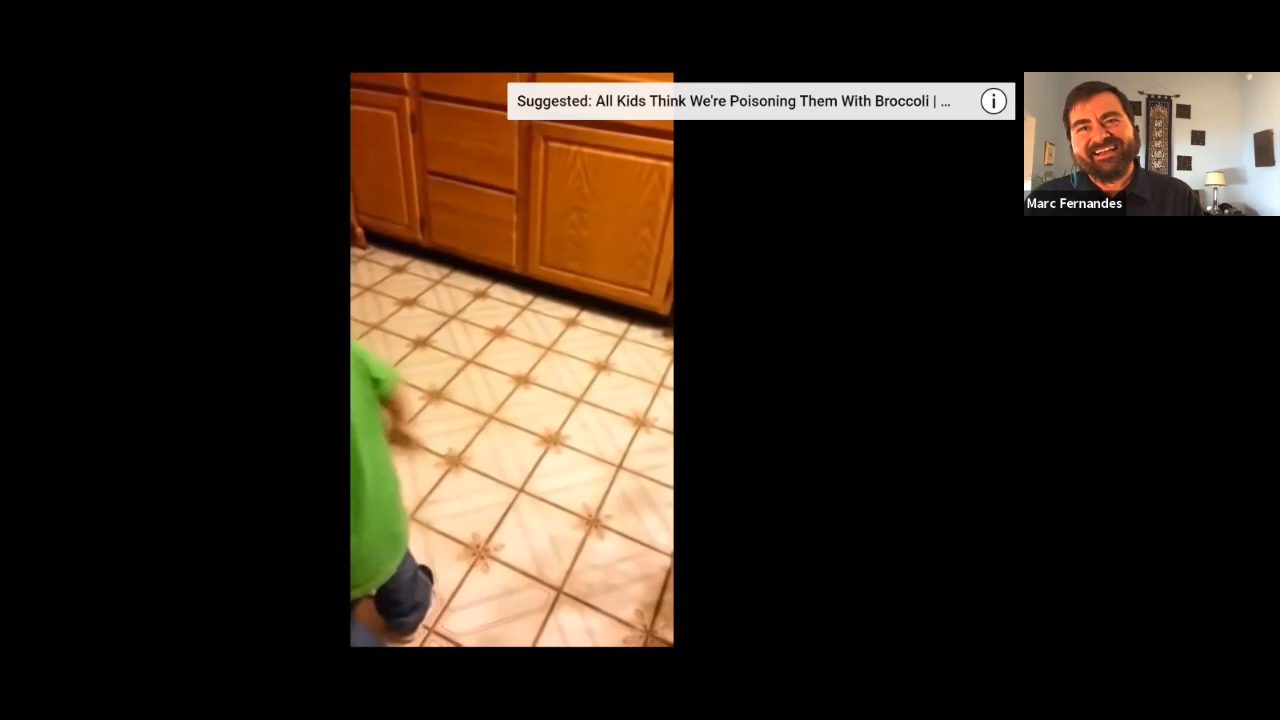 Suggested: All Kids Think We're Poisoning Them With Broccoli | ...
Marc Fernandes